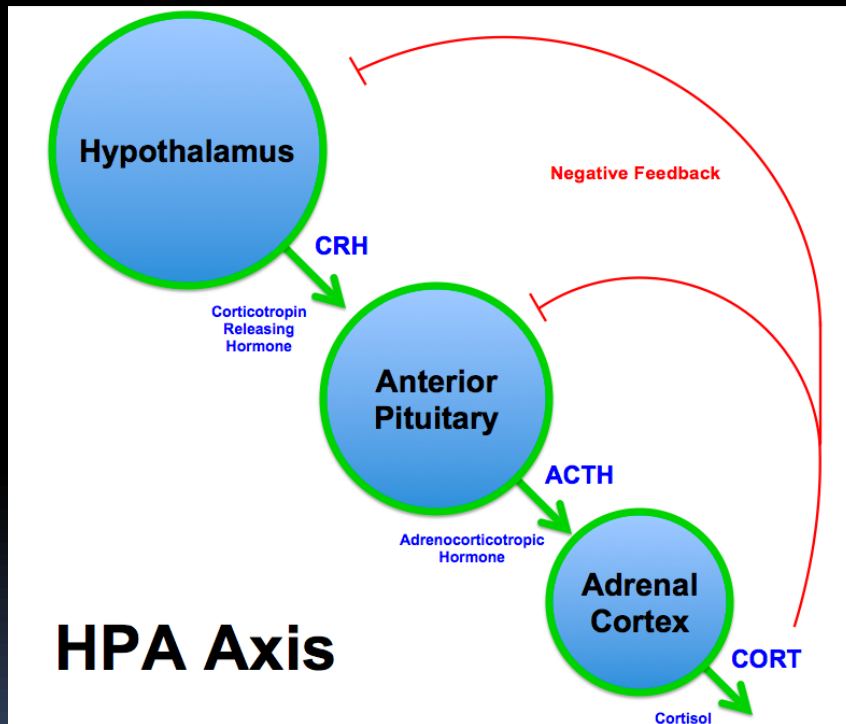 Hypothalamus
Negative Feedback
CRH
Corticotropin
Releasing
Hormone
Anterior
Pituitary
ACTH
Adrenocorticotropic
Hormone
Adrenal
Cortex
HPA Axis
CORT
Cortisol